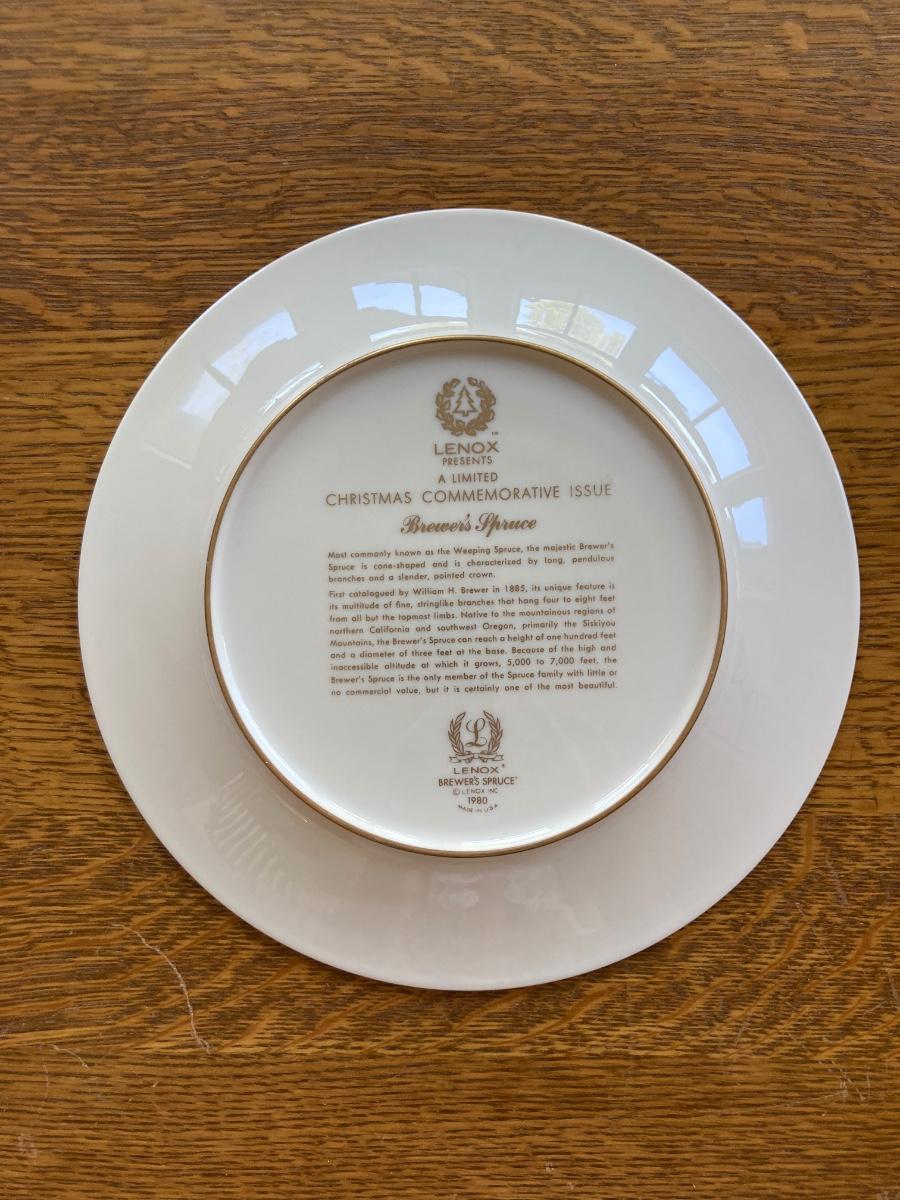 ™
LENOX
PRESENTS
A LIMITED
CHRISTMAS COMMEMORATIVE ISSUE
Brewer's Spruce
Most commonly known as the Weeping Spruce, the majestic Brewer's
Spruce is cone-shaped and is characterized by long, pendulous
branches and a slender, pointed crown.
First catalogued by William H. Brewer in 1885, its unique feature is
its multitude of fine, stringlike branches that hang four to eight feet
from all but the topmost limbs. Native to the mountainous regions of
northern California and southwest Oregon, primarily the Siskiyou
Mountains, the Brewer's Spruce can reach a height of one hundred feet
and a diameter of three feet at the base. Because of the high and
inaccessible altitude at which it grows, 5,000 to 7,000 feet, the
Brewer's Spruce is the only member of the Spruce family with little or
no commercial value, but it is certainly one of the most beautiful.
L
LENOX®
BREWER'S SPRUCE
© LENOX INC
1980
MADE IN U.S.A.